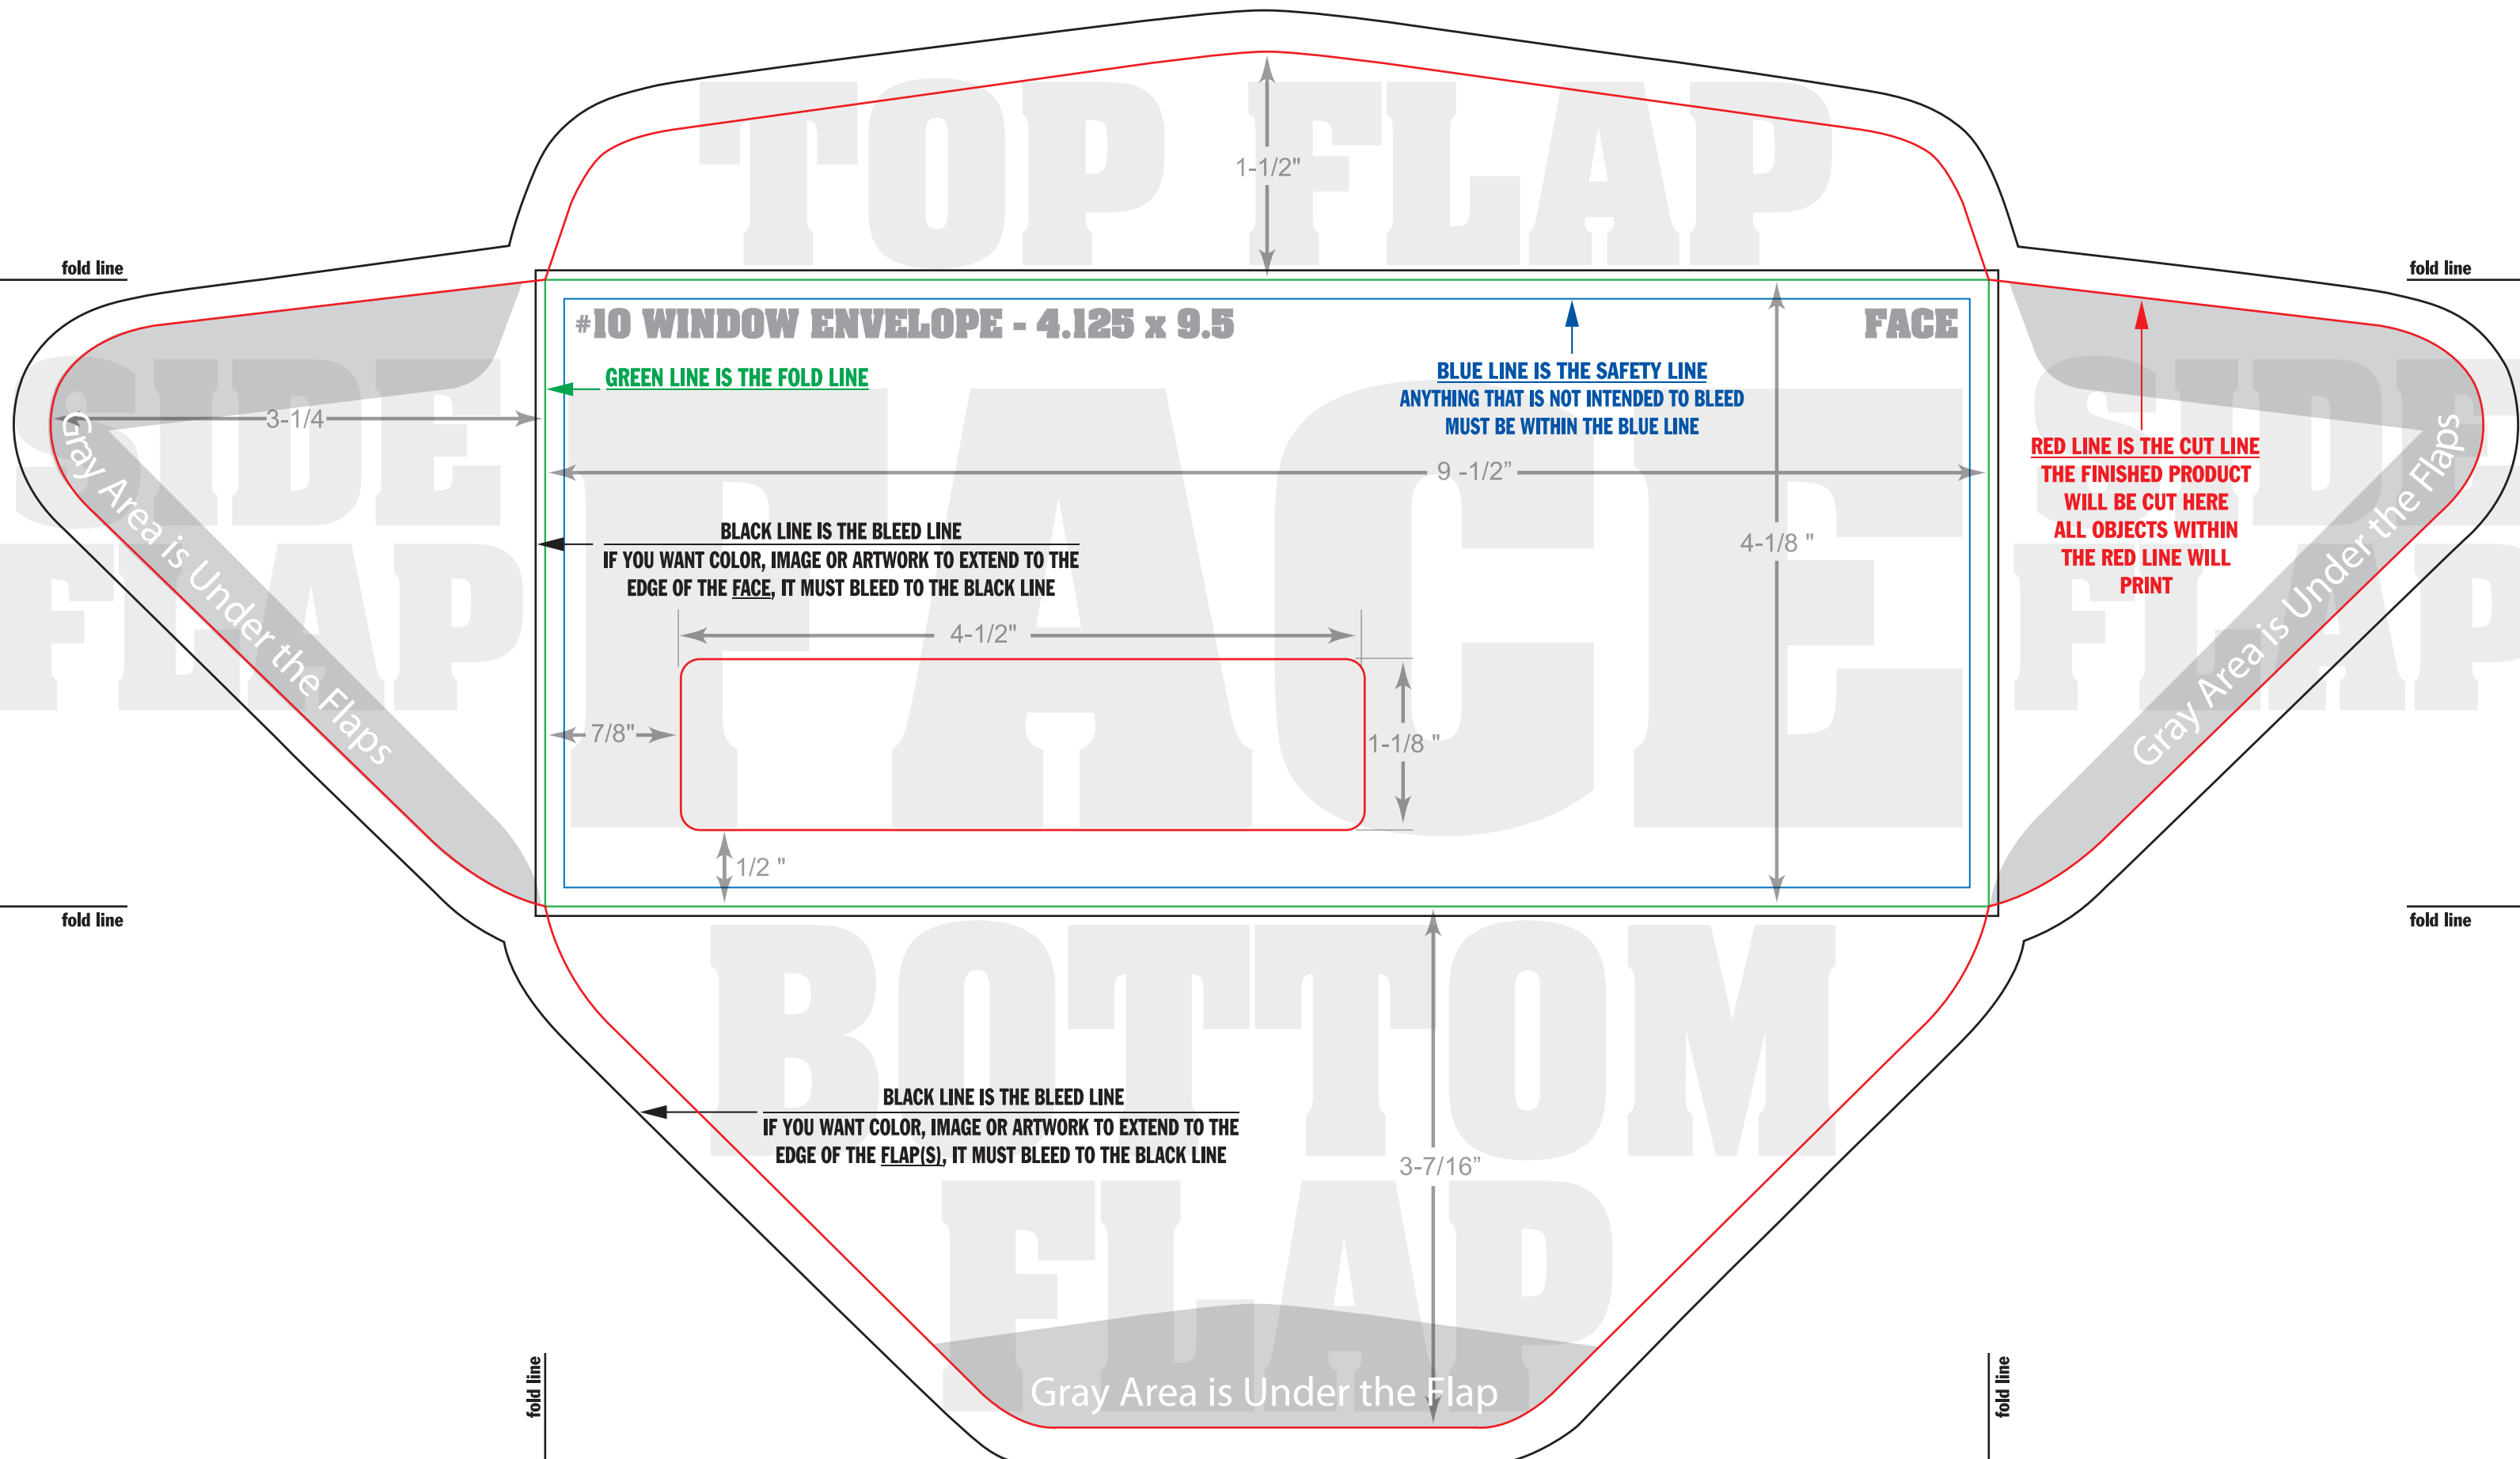 TOP FLAP
1-1/2"
fold line
fold line
#10 WINDOW ENVELOPE - 4.125 x 9.5
FACE
GREEN LINE IS THE FOLD LINE
BLUE LINE IS THE SAFETY LINE
ANYTHING THAT IS NOT INTENDED TO BLEED
MUST BE WITHIN THE BLUE LINE
SIDE
FLAP
3-1/4
Gray Area is Under the Flaps
FACE
9 -1/2”
4-1/8 "
BLACK LINE IS THE BLEED LINE
IF YOU WANT COLOR, IMAGE OR ARTWORK TO EXTEND TO THE
EDGE OF THE FACE, IT MUST BLEED TO THE BLACK LINE
4-1/2"
7/8"
1-1/8 "
1/2 "
SIDE
FLAP
RED LINE IS THE CUT LINE
THE FINISHED PRODUCT
WILL BE CUT HERE
ALL OBJECTS WITHIN
THE RED LINE WILL
PRINT
Gray Area is Under the Flaps
fold line
fold line
BOTTOM
FLAP
BLACK LINE IS THE BLEED LINE
IF YOU WANT COLOR, IMAGE OR ARTWORK TO EXTEND TO THE
EDGE OF THE FLAP(S), IT MUST BLEED TO THE BLACK LINE
3-7/16”
Gray Area is Under the Flap
fold line
fold line